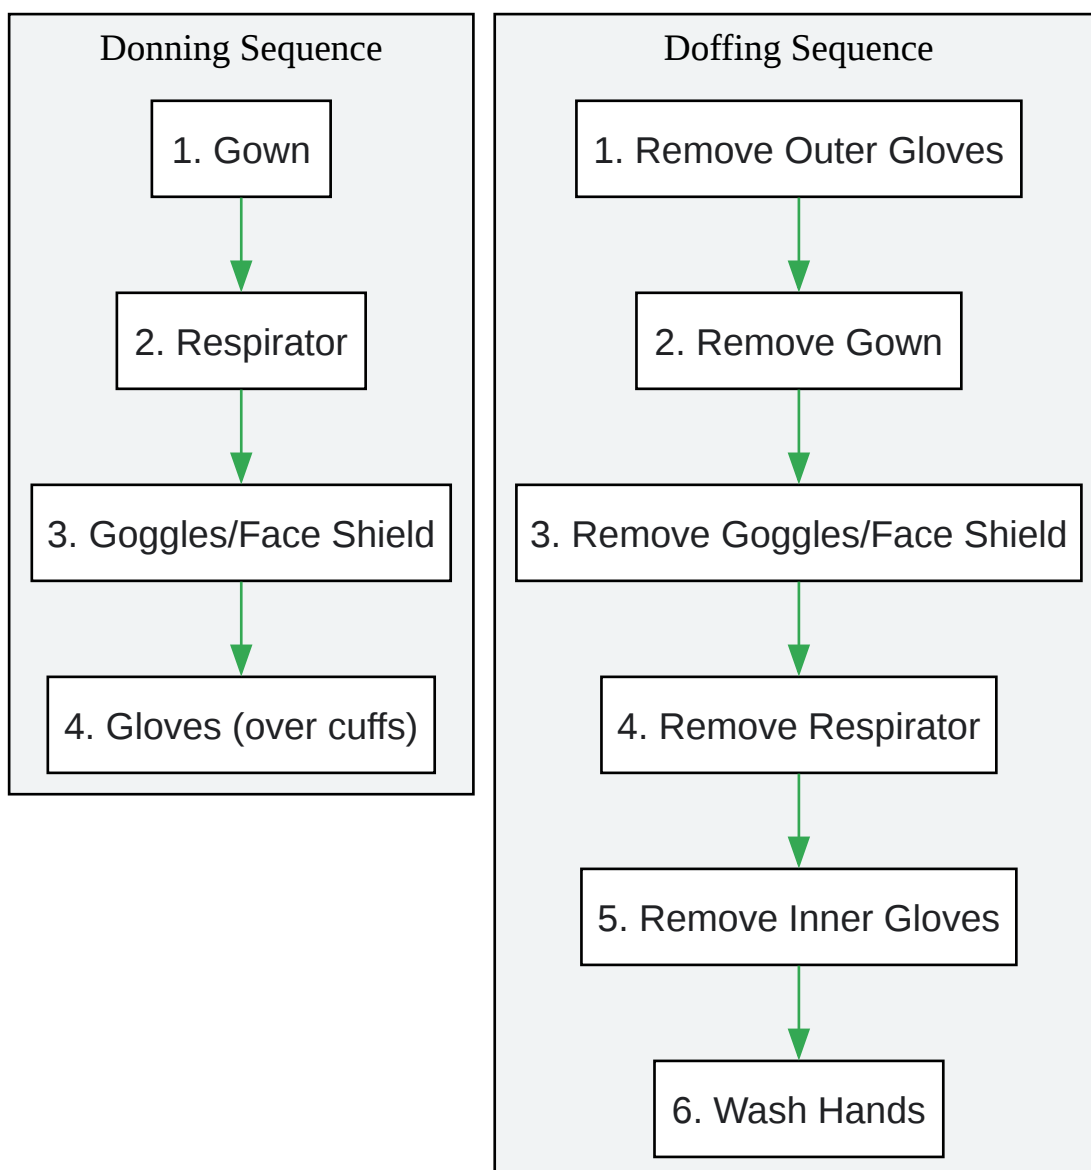 Donning Sequence
1. Gown
2. Respirator
3. Goggles/Face Shield
4. Gloves (over cuffs)
Doffing Sequence
1. Remove Outer Gloves
2. Remove Gown
3. Remove Goggles/Face Shield
4. Remove Respirator
5. Remove Inner Gloves
6. Wash Hands